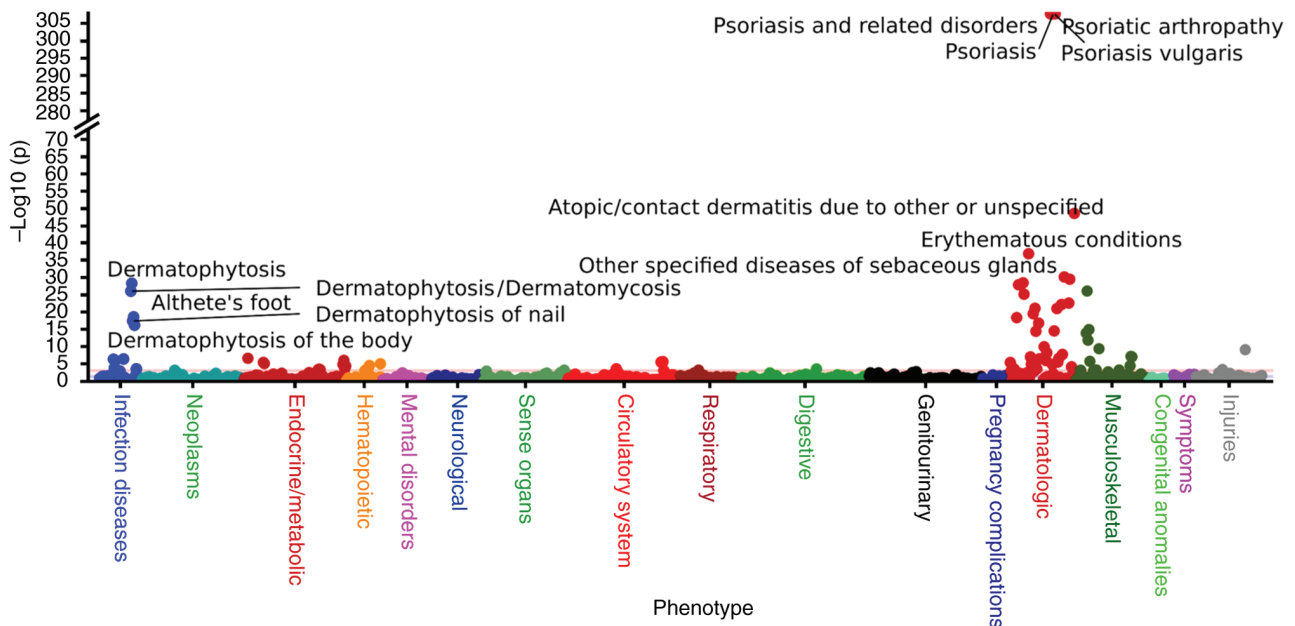 305
300
295
290
285
280
70
65
60
55
50
45
40
35
30
25
20
15
10
5
0
−Log10 (p)
Psoriasis and related disorders
Psoriatic arthropathy
Psoriasis
Psoriasis vulgaris
Atopic/contact dermatitis due to other or unspecified
Erythematous conditions
Other specified diseases of sebaceous glands
Dermatophytosis
Dermatophytosis/Dermatomycosis
Althete's foot
Dermatophytosis of nail
Dermatophytosis of the body
Infection diseases
Neoplasms
Endocrine/metabolic
Hematopoietic
Mental disorders
Neurological
Sense organs
Circulatory system
Respiratory
Digestive
Genitourinary
Pregnancy complications
Dermatologic
Musculoskeletal
Congenital anomalies
Symptoms
Injuries
Phenotype